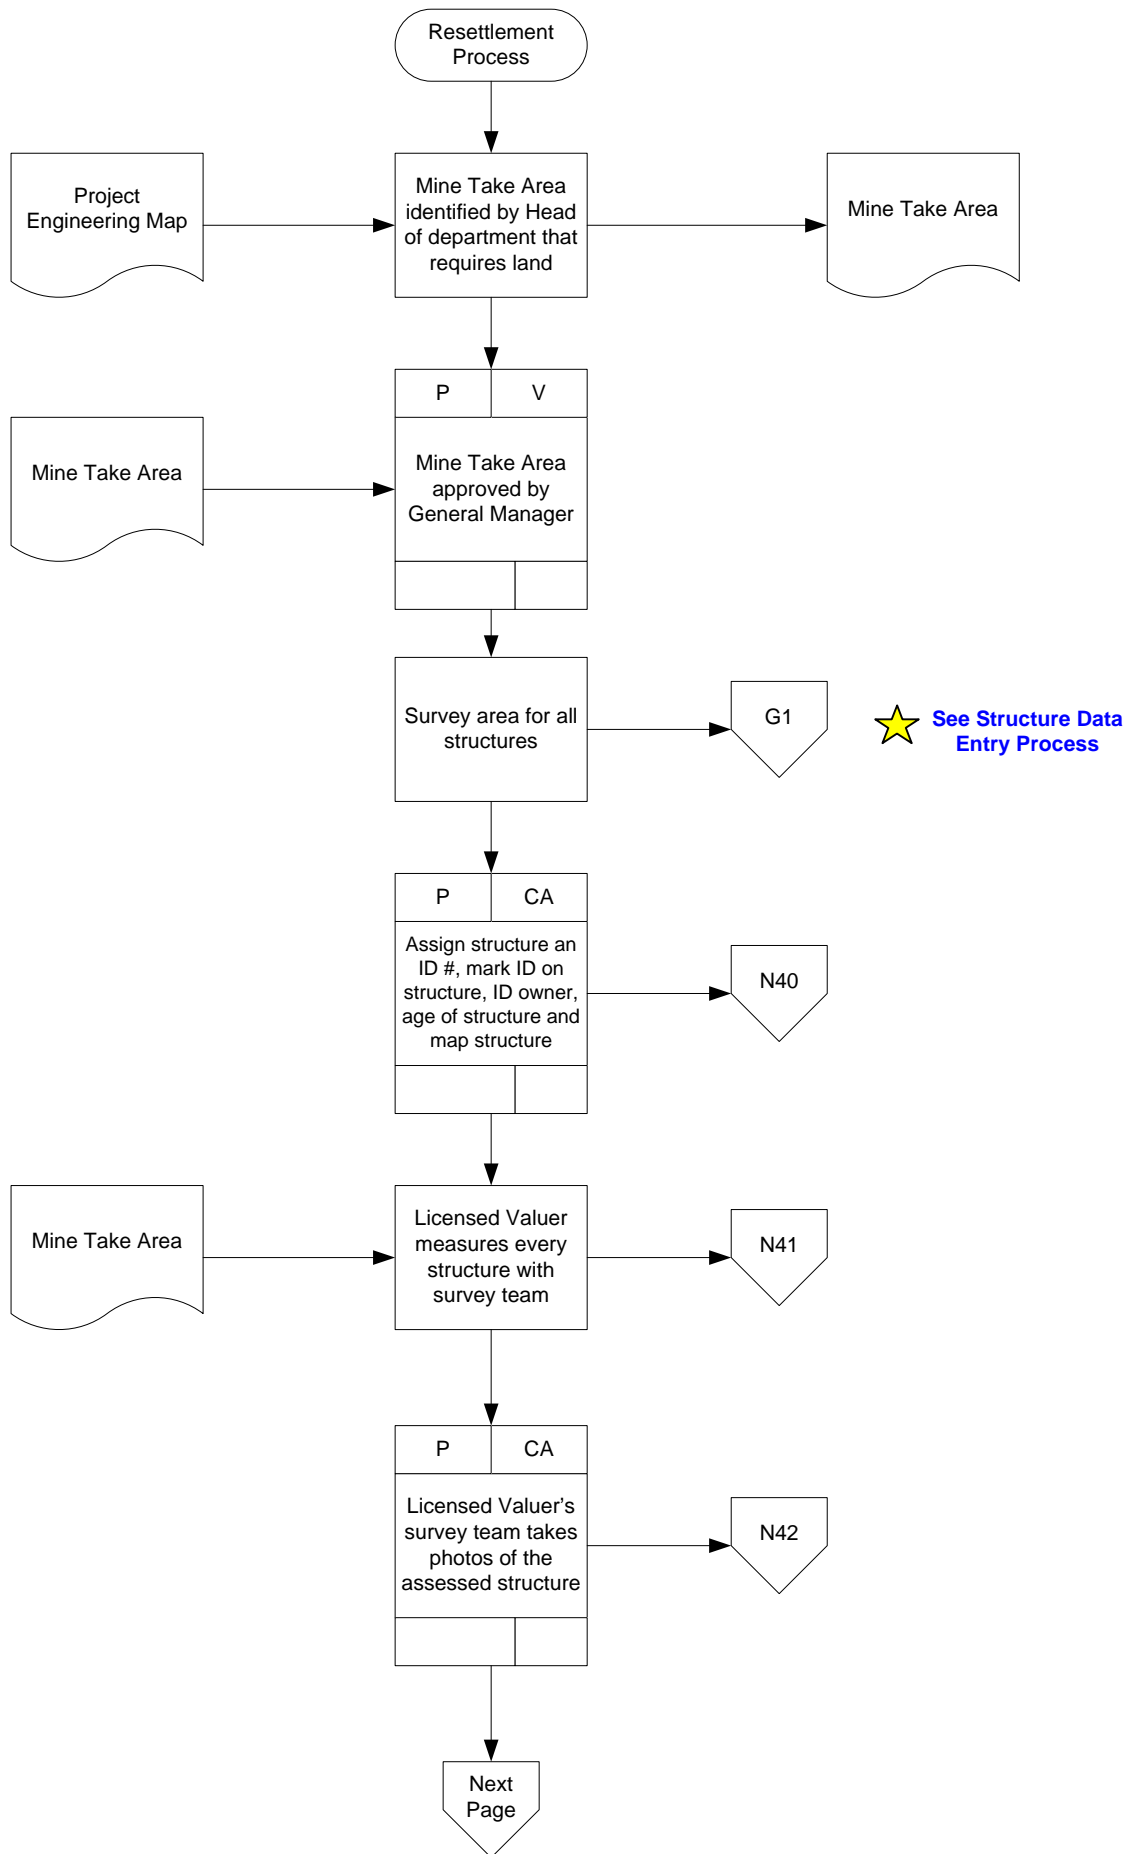 Resettlement
Process
Project
Engineering Map
Mine Take Area
identified by Head
of department that
requires land
Mine Take Area
P V
Mine Take Area
Mine Take Area
approved by
General Manager
Survey area for all
structures
G1
See Structure Data
Entry Process
P CA
Assign structure an
ID #, mark ID on
structure, ID owner,
age of structure and
map structure
N40
Mine Take Area
Licensed Valuer
measures every
structure with
survey team
N41
P CA
Licensed Valuer’s
survey team takes
photos of the
assessed structure
N42
Next
Page